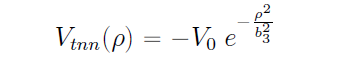 $V_{tnn}(\rho) = -V_0 \; e^{-\frac{\rho^2}{b_3^2}}$